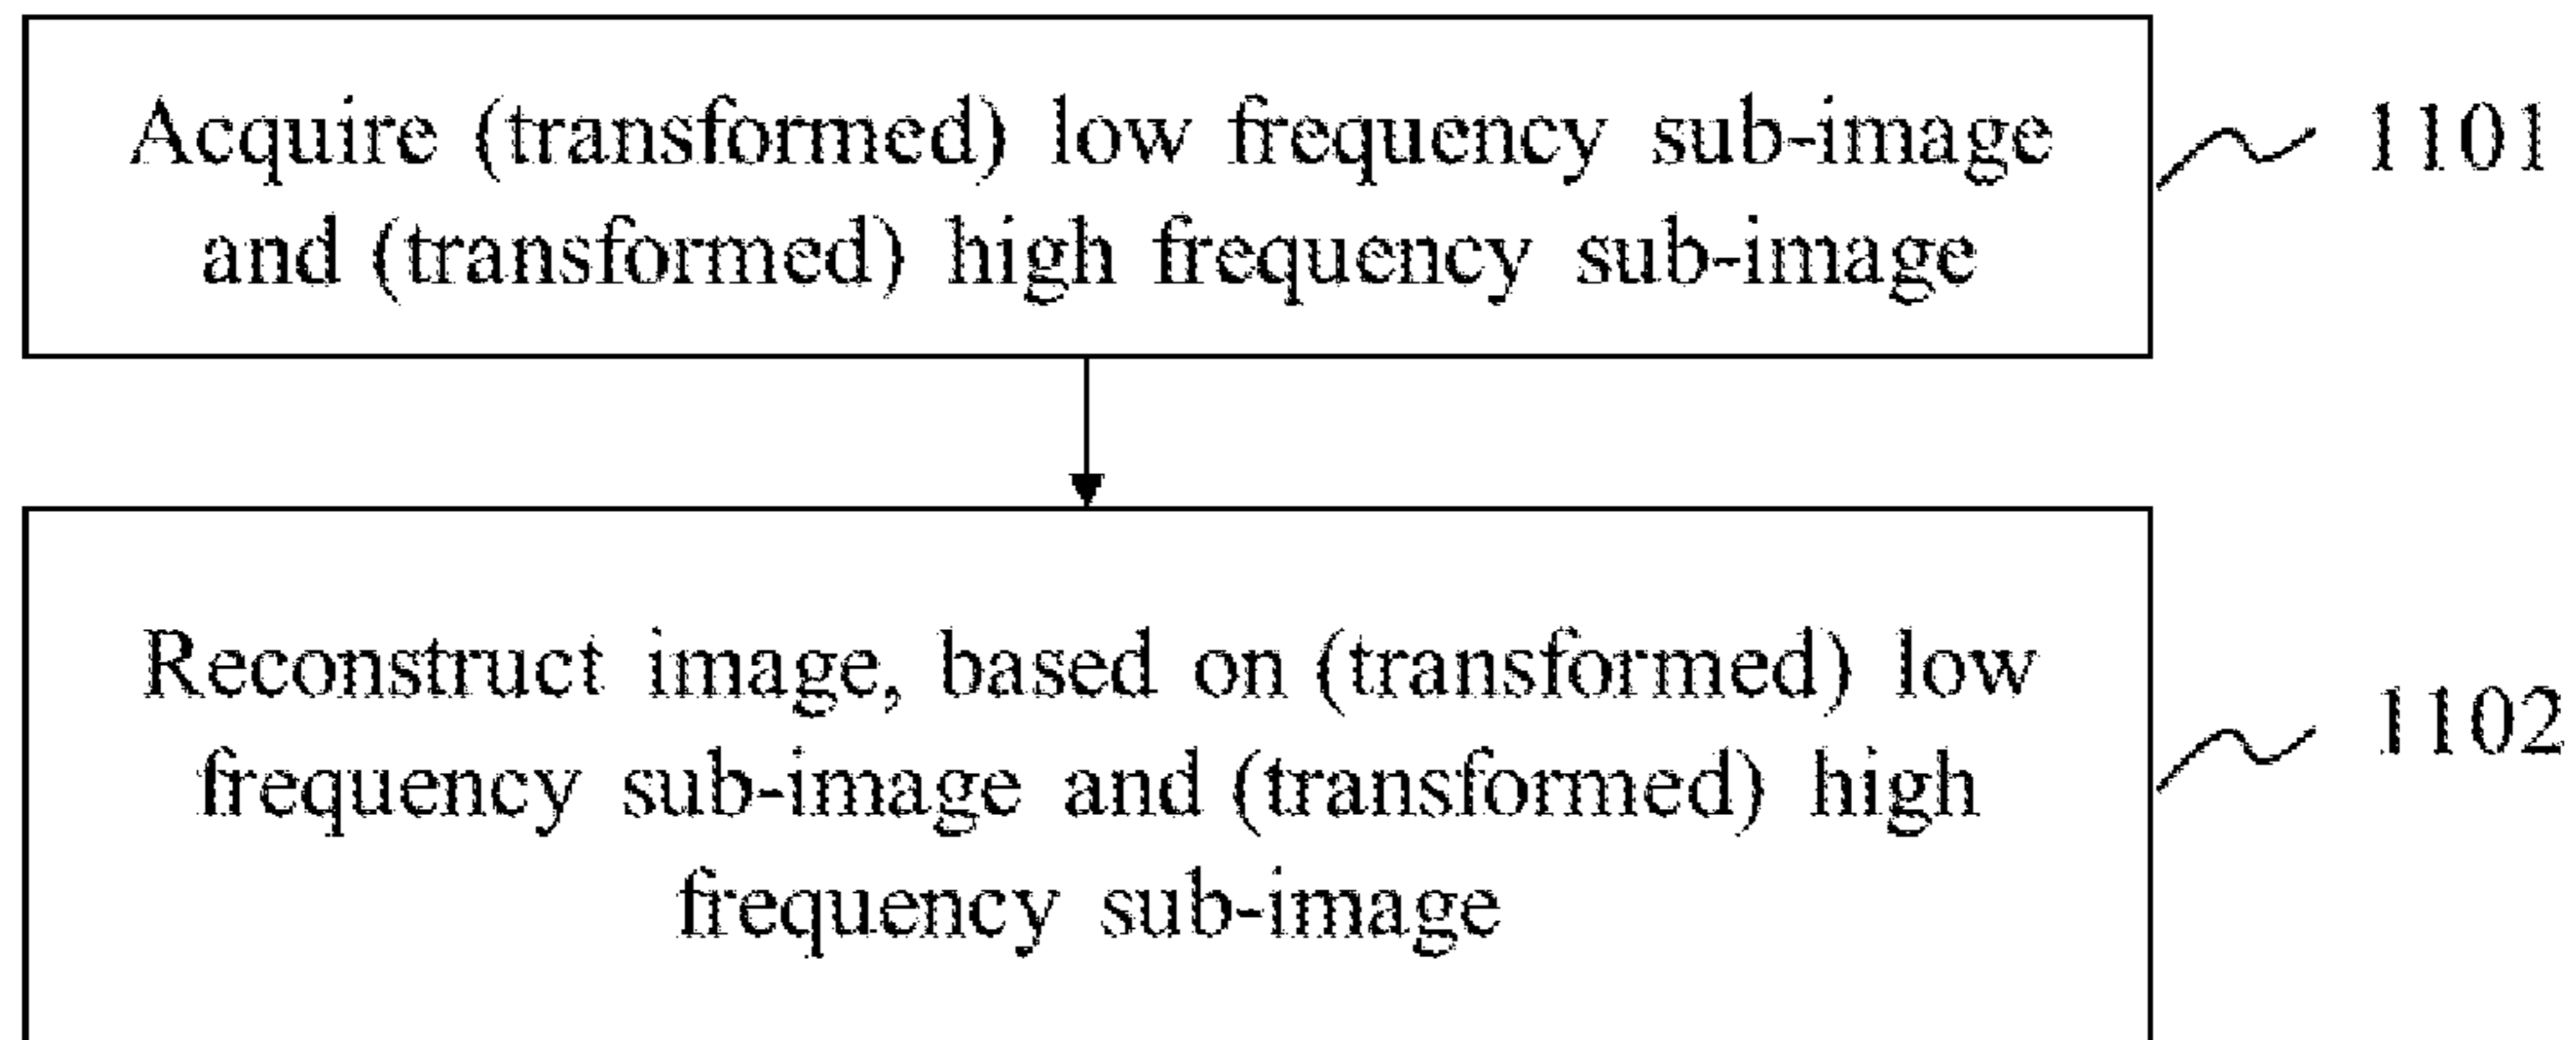 Acquire (transformed) low frequency sub-image
and (transformed) high frequency sub-image
1101
Reconstruct image, based on (transformed) low
frequency sub-image and (transformed) high
frequency sub-image
1102